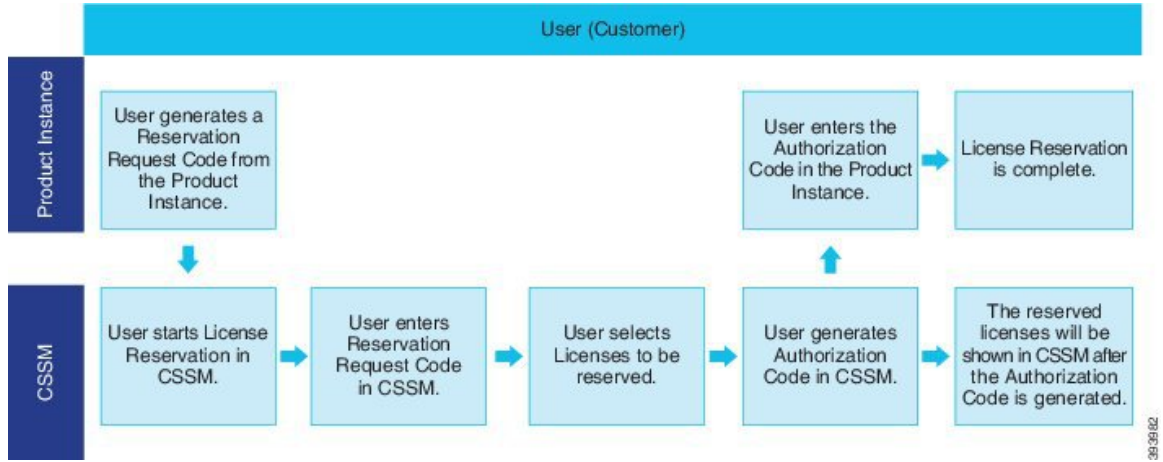 User (Customer)
Product Instance
User generates a
Reservation
Request Code from
the Product
Instance.
User enters the
Authorization
Code in the Product
Instance.
License Reservation
is complete.
CSSM
User starts License
Reservation in
CSSM.
User enters
Reservation
Request Code
in CSSM.
User selects
Licenses to be
reserved.
User generates
Authorization
Code in CSSM.
The reserved
licenses will be
shown in CSSM after
the Authorization
Code is generated.
393982